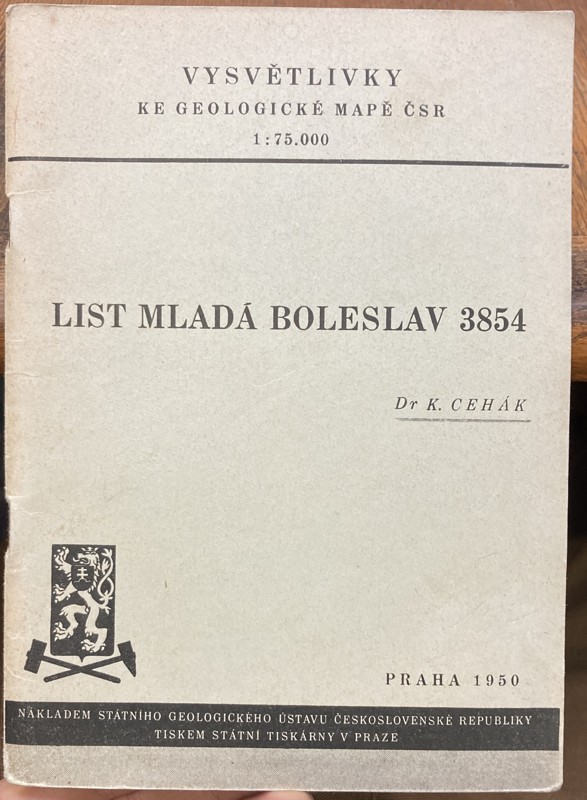 VYSVĚTLIVKY
KE GEOLOGICKÉ MAPĚ ČSR
1:75.000
LIST MLADÁ BOLESLAV 3854
Dr K. CEHÁK
PRAHA 1950
NÁKLADEM STÁTNÍHO GEOLOGICKÉHO ÚSTAVU ČESKOSLOVENSKÉ REPUBLIKY
TISKEM STÁTNÍ TISKÁRNY V PRAZE